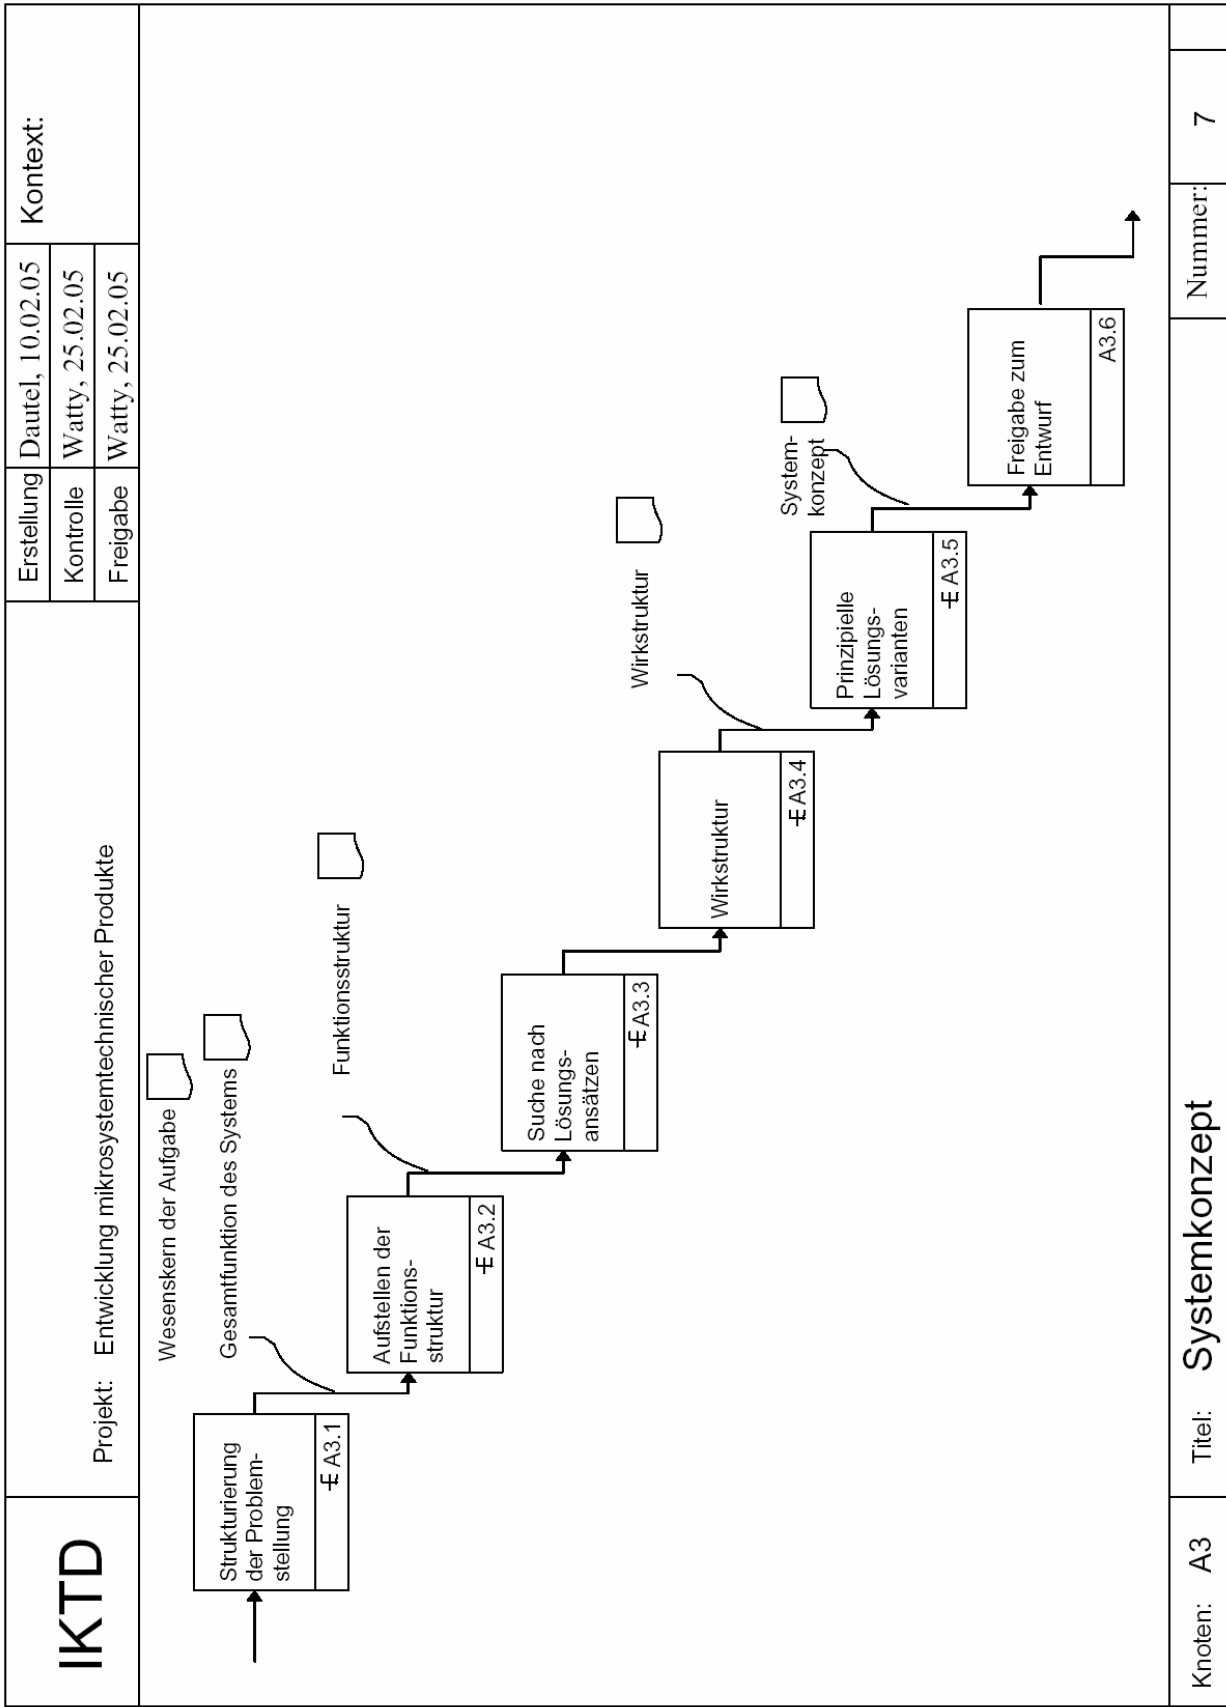 IKTD
Projekt: Entwicklung mikrosystemtechnischer Produkte
Erstellung Dautel, 10.02.05
Kontrolle Watty, 25.02.05
Freigabe Watty, 25.02.05
Kontext:
Wesenskern der Aufgabe
Gesamtfunktion des Systems
Strukturierung
der Problem-
stellung
A3.1
Funktionsstruktur
Aufstellen der
Funktions-
struktur
A3.2
Suche nach
Lösungs-
ansätzen
A3.3
Wirkstruktur
Wirkstruktur
A3.4
Prinzipielle
Lösungs-
varianten
A3.5
System-
konzept
Freigabe zum
Entwurf
A3.6
Knoten: A3
Titel: Systemkonzept
Nummer: 7